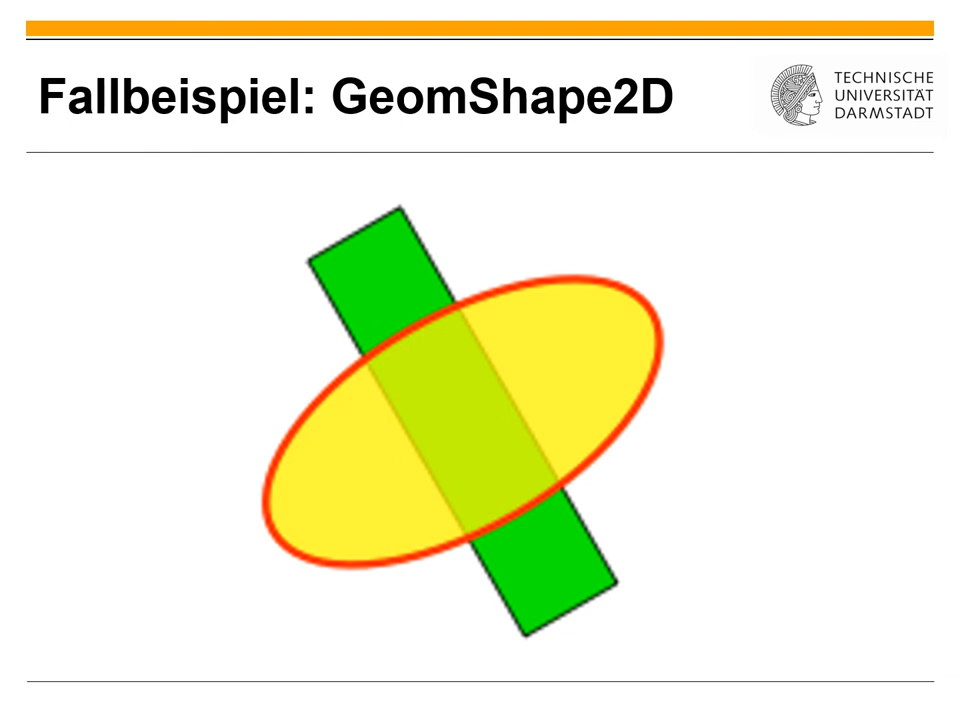 Fallbeispiel: GeomShape2D
TECHNISCHE
UNIVERSITÄT
DARMSTADT